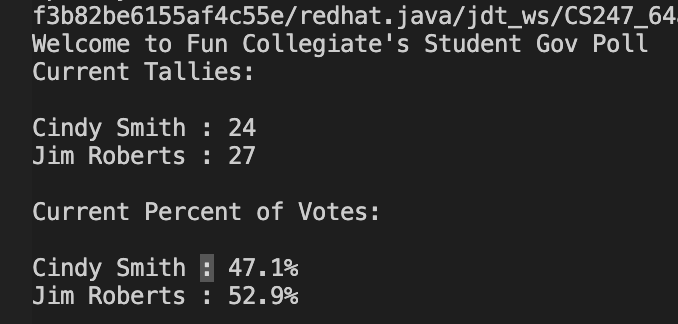 f3b82be6155af4c55e/redhat.java/jdt_ws/CS247_64
Welcome to Fun Collegiate's Student Gov Poll
Current Tallies:
Cindy Smith : 24
Jim Roberts : 27
Current Percent of Votes:
Cindy Smith : 47.1%
Jim Roberts : 52.9%